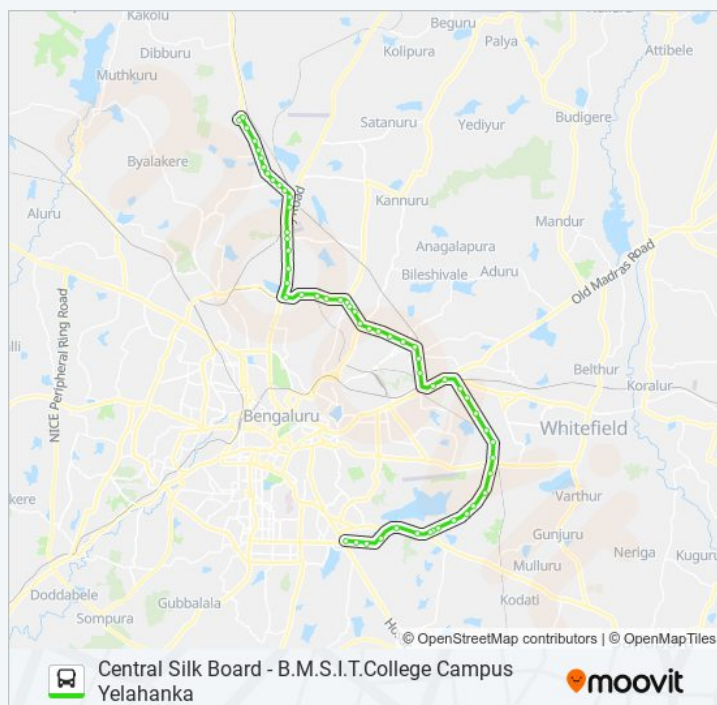 Kakolu
Beguru
Palya
Attibele
Dibburu
Kolipura
Muthkuru
Budigere
Satanuru
Yediyur
Byalakere
Kannuru
Road
Aluru
Mandur
Anagalapura
Bileshivale
Aduru
Old Madras Road
NICE Peripheral Ring Road
Belthur
Koralur
Bengaluru
Whitefield
Varthur
Gunjuru
Neriga
Kuguru
Mulluru
Doddabele
Gubbalala
Kodati
Sompura
© OpenStreetMap contributors | © OpenMapTiles
Central Silk Board - B.M.S.I.T.College Campus
Yelahanka
moovit